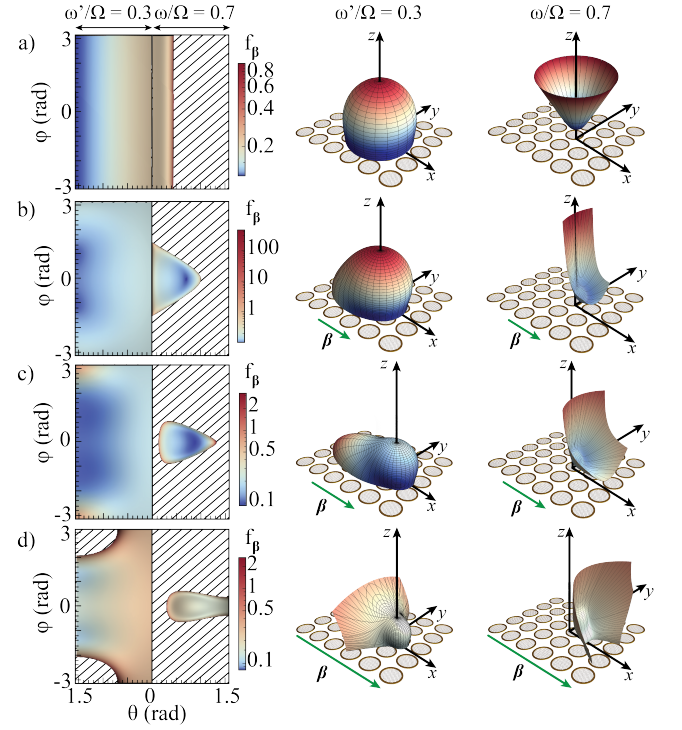 ω'/Ω = 0.3 ω/Ω = 0.7 ω'/Ω = 0.3 ω/Ω = 0.7
a) 3 0 -3 φ (rad) f_β 0.8 0.6 0.4 0.2 z y x z y x
b) 3 0 -3 φ (rad) f_β 100 10 1 z y x β z y x β
c) 3 0 -3 φ (rad) f_β 2 1 0.5 0.1 z y x β z y x β
d) 3 0 -3 φ (rad) f_β 2 1 0.5 0.1 z y x β z y x β
1.5 0 1.5
θ (rad)